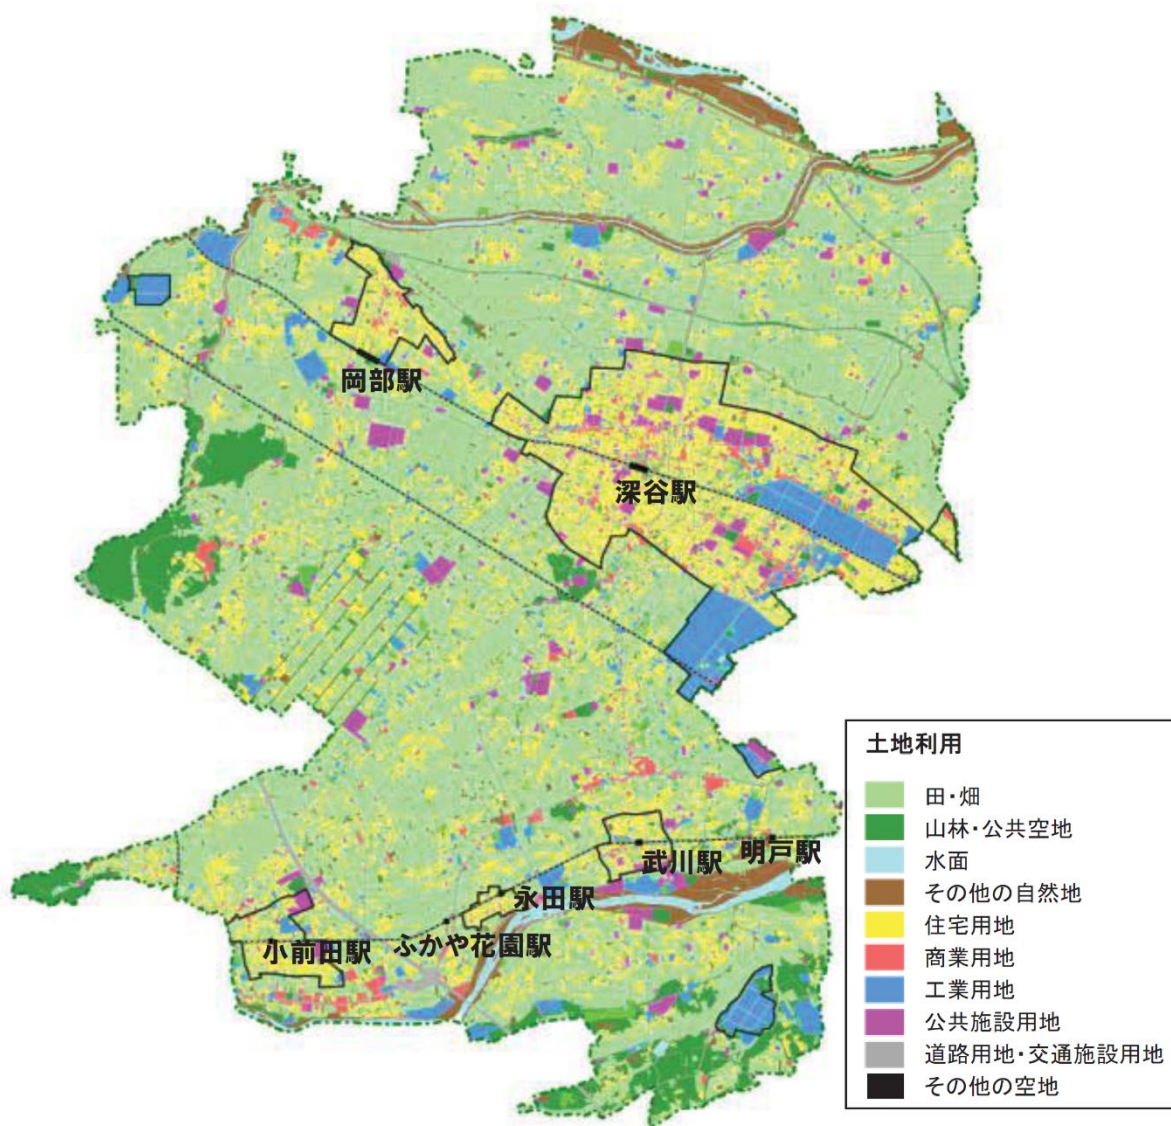 岡部駅
深谷駅
武川駅
明戸駅
永田駅
ふかや花園駅
小前田駅
土地利用
田・畑
山林・公共空地
水面
その他の自然地
住宅用地
商業用地
工業用地
公共施設用地
道路用地・交通施設用地
その他の空地